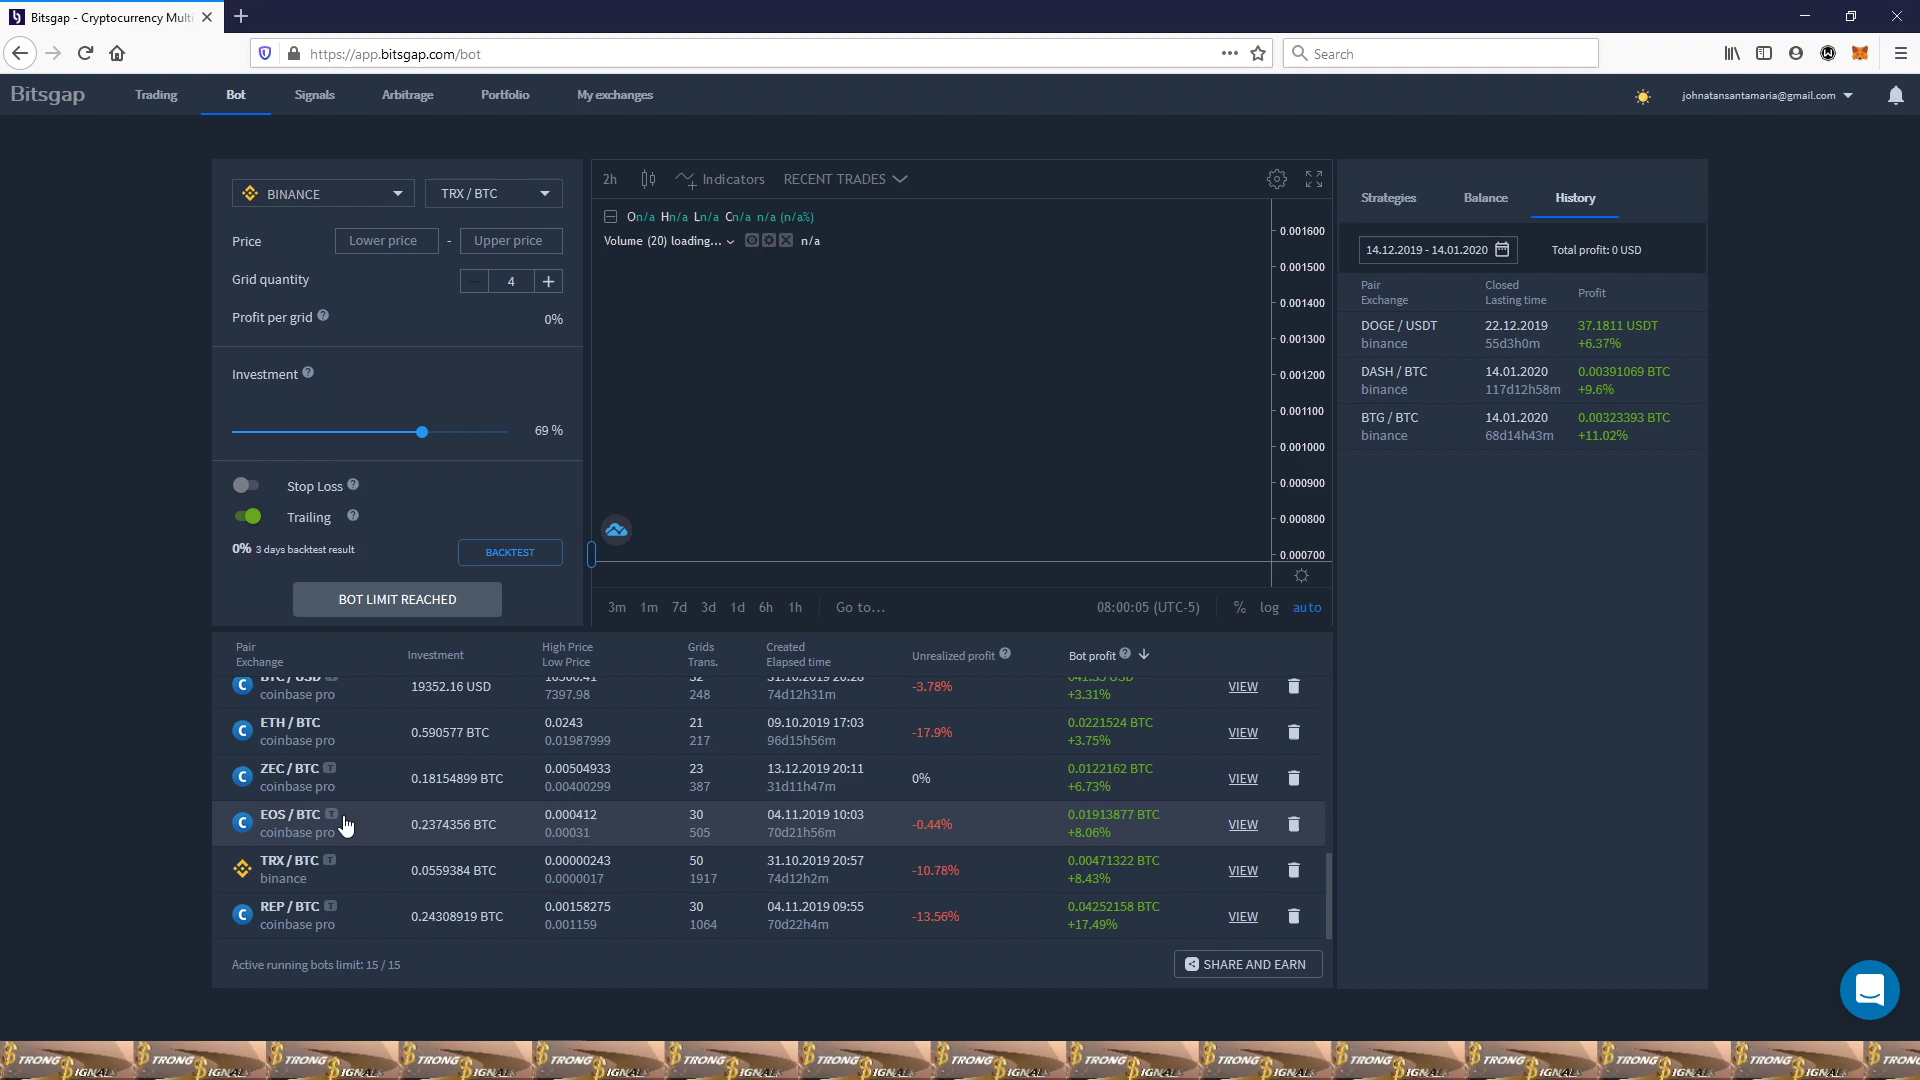 Bitsgap - Cryptocurrency Multi
https://app.bitsgap.com/bot
Search
Bitsgap
Trading
Bot
Signals
Arbitrage
Portfolio
My exchanges
johnatansantamaria@gmail.com
BINANCE
TRX / BTC
Price
Lower price
-
Upper price
Grid quantity
4
Profit per grid
0%
Investment
69 %
Stop Loss
Trailing
0% 3 days backtest result
BACKTEST
BOT LIMIT REACHED
2h
Indicators
RECENT TRADES
On/a Hn/a Ln/a Cn/a n/a (n/a%)
Volume (20) loading...
n/a
0.001600
0.001500
0.001400
0.001300
0.001200
0.001100
0.001000
0.000900
0.000800
0.000700
3m 1m 7d 3d 1d 6h 1h
Go to...
08:00:05 (UTC-5)
% log auto
Strategies
Balance
History
14.12.2019 - 14.01.2020
Total profit: 0 USD
Pair
Exchange
Closed
Lasting time
Profit
DOGE / USDT 22.12.2019 37.1811 USDT
binance 55d3h0m +6.37%
DASH / BTC 14.01.2020 0.00391069 BTC
binance 117d12h58m +9.6%
BTG / BTC 14.01.2020 0.00323393 BTC
binance 68d14h43m +11.02%
Pair
Exchange
Investment
High Price
Low Price
Grids
Trans.
Created
Elapsed time
Unrealized profit
Bot profit
coinbase pro 19352.16 USD 7397.98 248 74d12h31m -3.78% +3.31% VIEW
ETH / BTC 0.0243 21 09.10.2019 17:03 0.0221524 BTC
coinbase pro 0.590577 BTC 0.01987999 217 96d15h56m -17.9% +3.75% VIEW
ZEC / BTC T 0.00504933 23 13.12.2019 20:11 0.0122162 BTC
coinbase pro 0.18154899 BTC 0.00400299 387 31d11h47m 0% +6.73% VIEW
EOS / BTC T 0.000412 30 04.11.2019 10:03 0.01913877 BTC
coinbase pro 0.2374356 BTC 0.00031 505 70d21h56m -0.44% +8.06% VIEW
TRX / BTC T 0.00000243 50 31.10.2019 20:57 0.00471322 BTC
binance 0.0559384 BTC 0.0000017 1917 74d12h2m -10.78% +8.43% VIEW
REP / BTC T 0.00158275 30 04.11.2019 09:55 0.04252158 BTC
coinbase pro 0.24308919 BTC 0.001159 1064 70d22h4m -13.56% +17.49% VIEW
Active running bots limit: 15 / 15
SHARE AND EARN